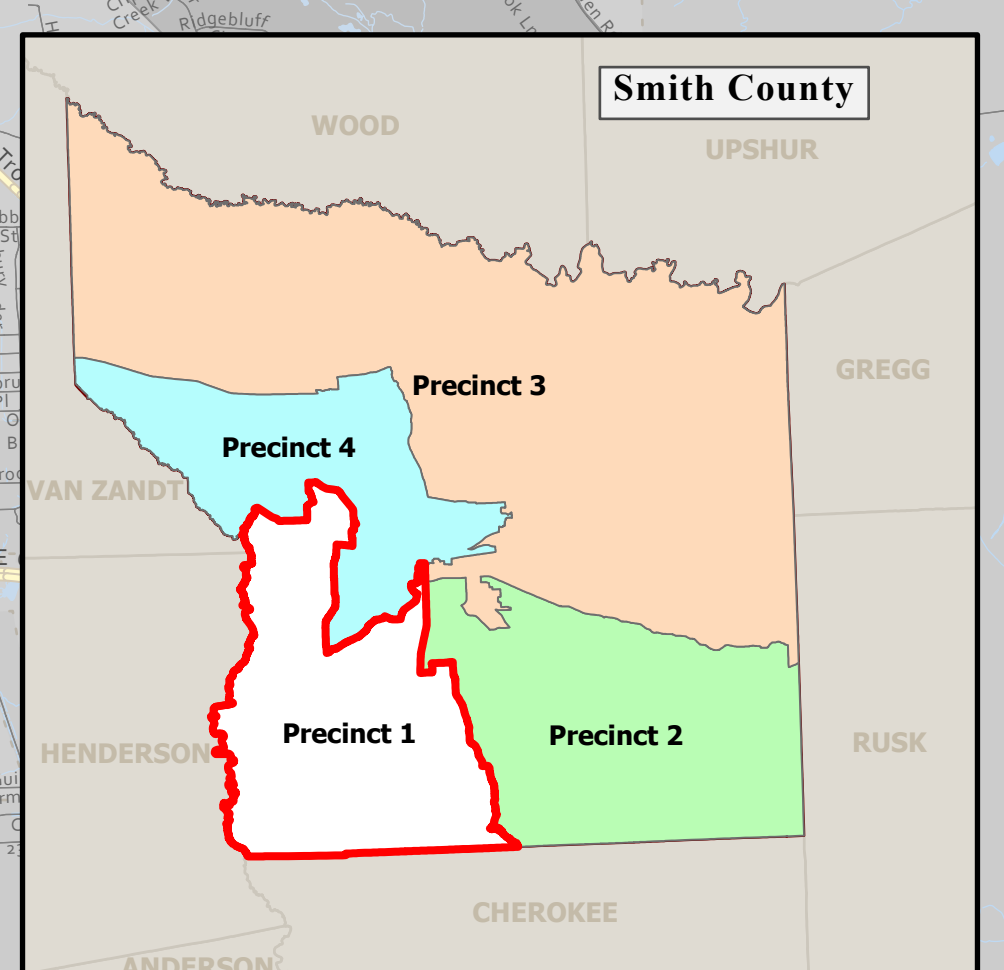 Creek
Ridgebluff
Smith County
WOOD
UPSHUR
GREGG
Precinct 3
Precinct 4
VAN ZANDT
Precinct 1
Precinct 2
HENDERSON
RUSK
CHEROKEE
ANDERSON